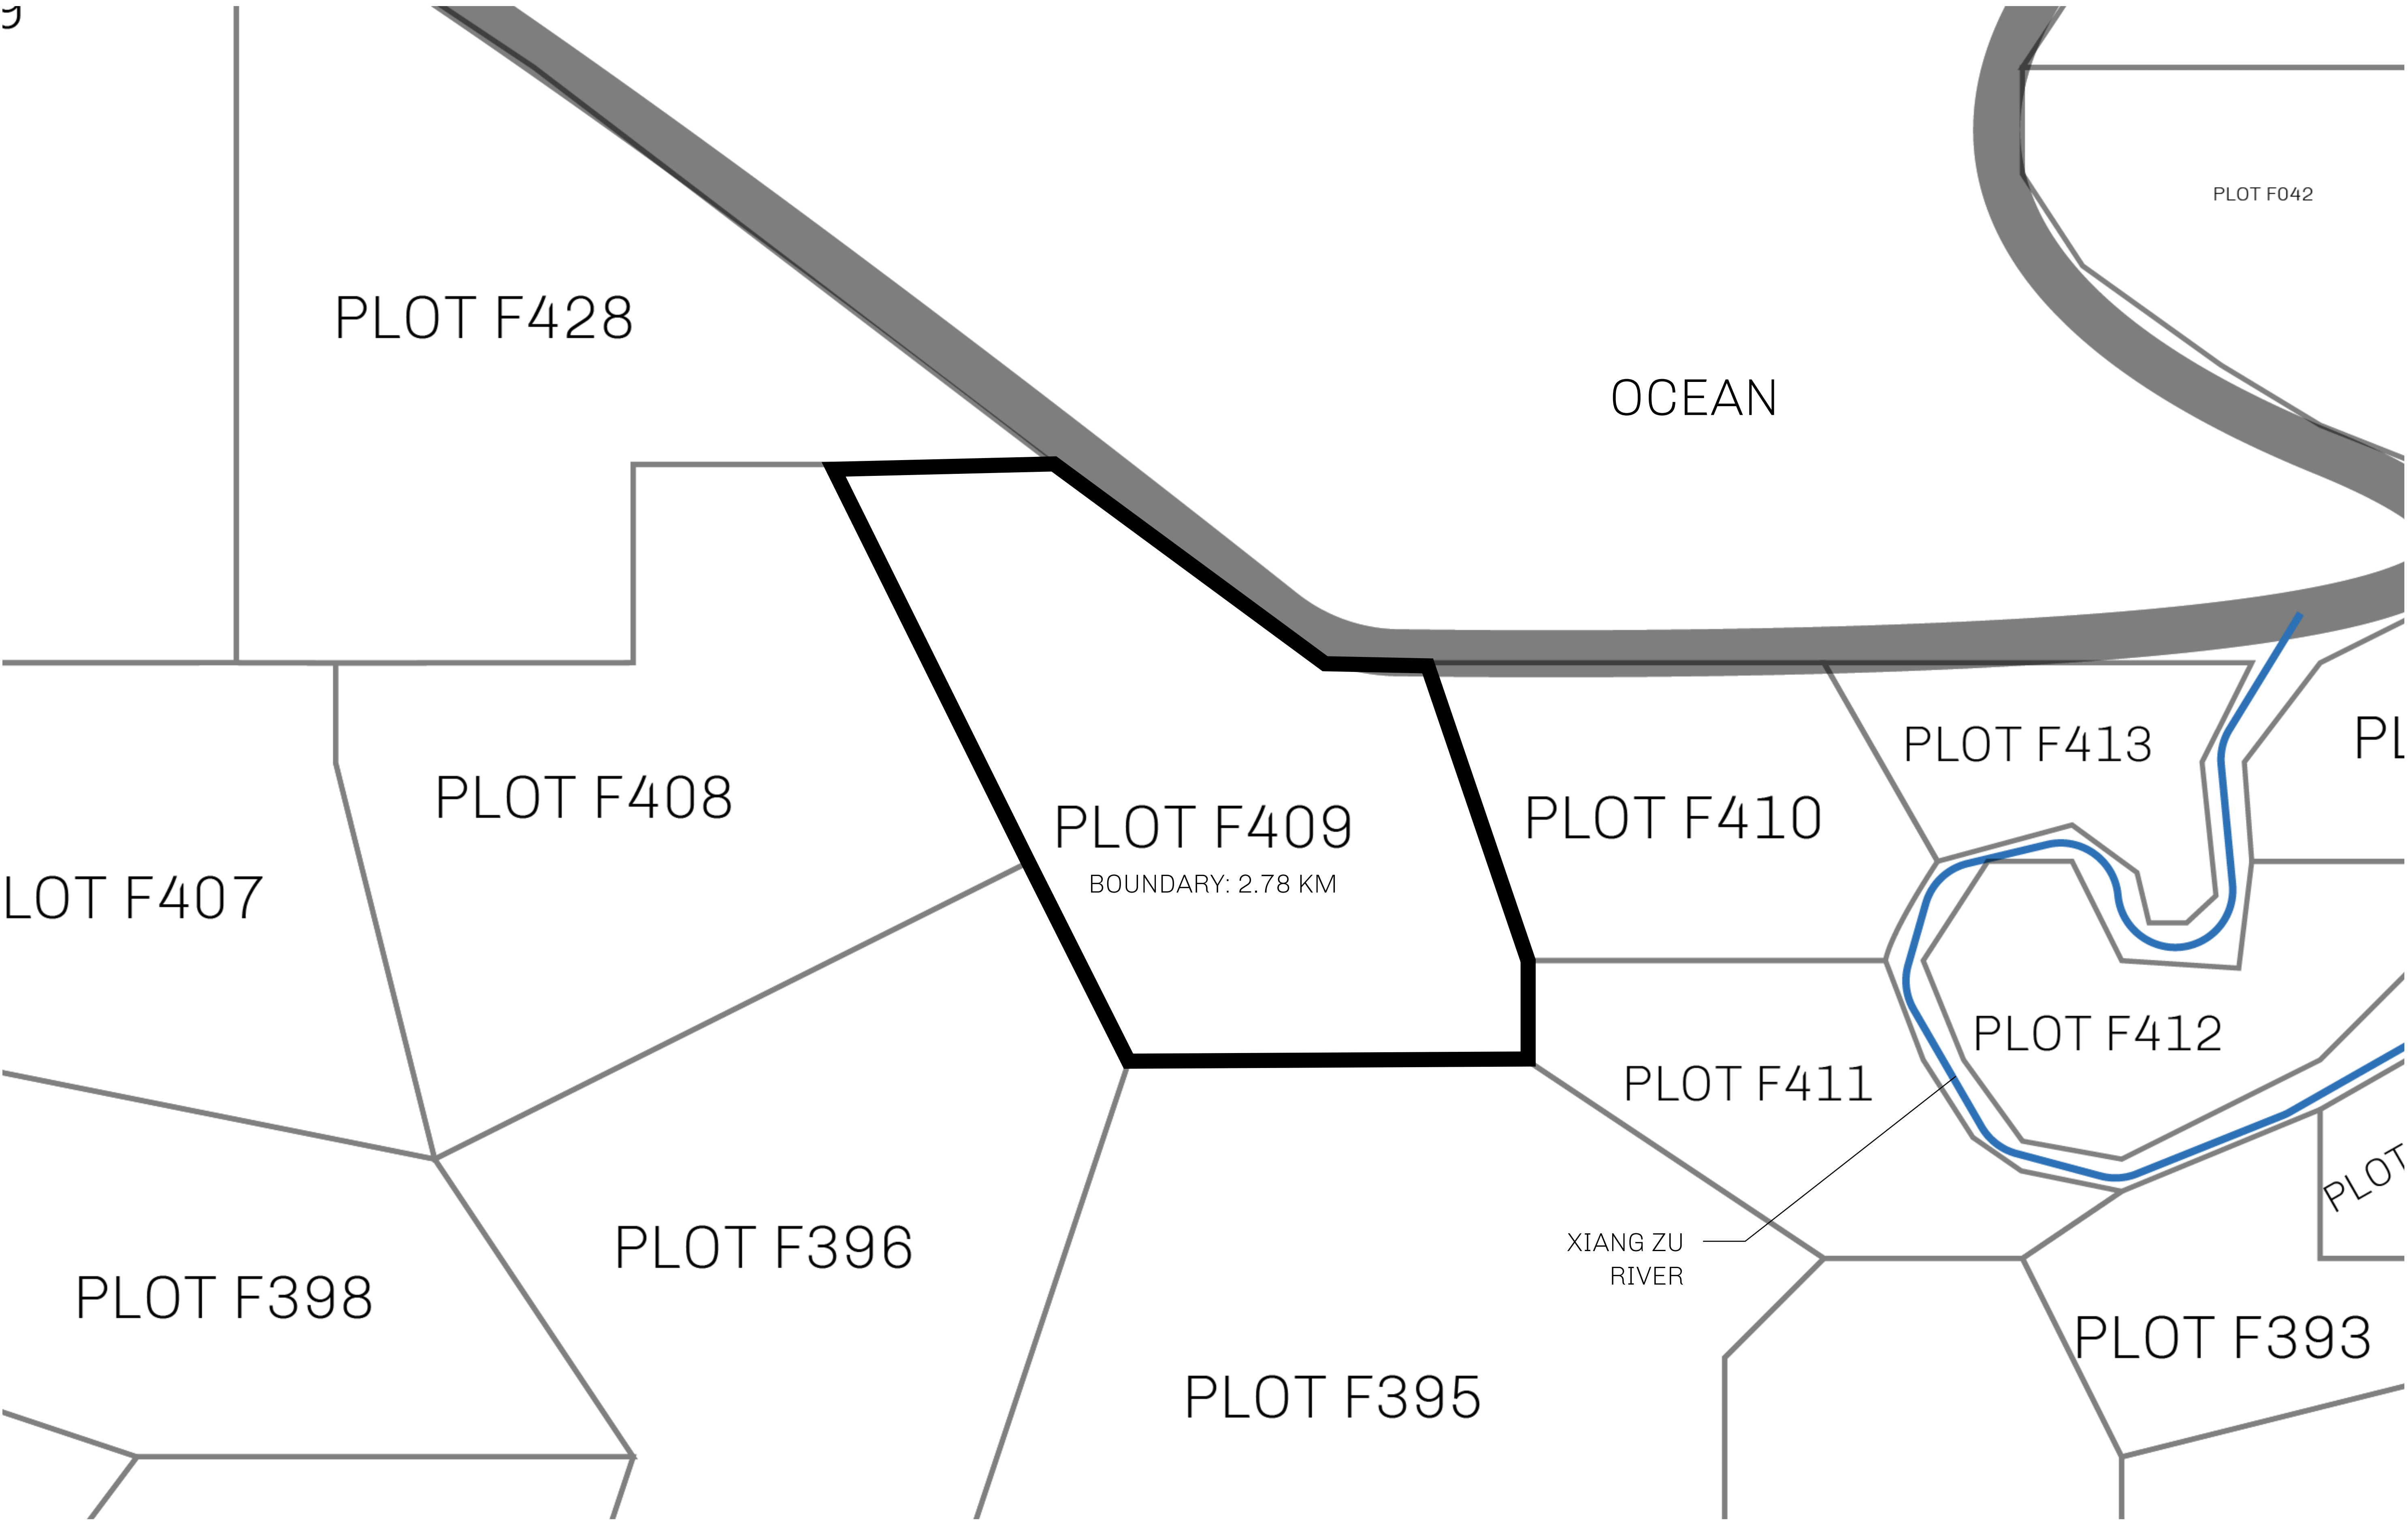 PLOT F042
PLOT F428
OCEAN
PLOT F413
PLOT F408
PLOT F409
PLOT F410
BOUNDARY: 2.78 KM
LOT F407
PLOT F412
PLOT F411
PLOT
PLOT F396
XIANG ZU
RIVER
PLOT F398
PLOT F393
PLOT F395